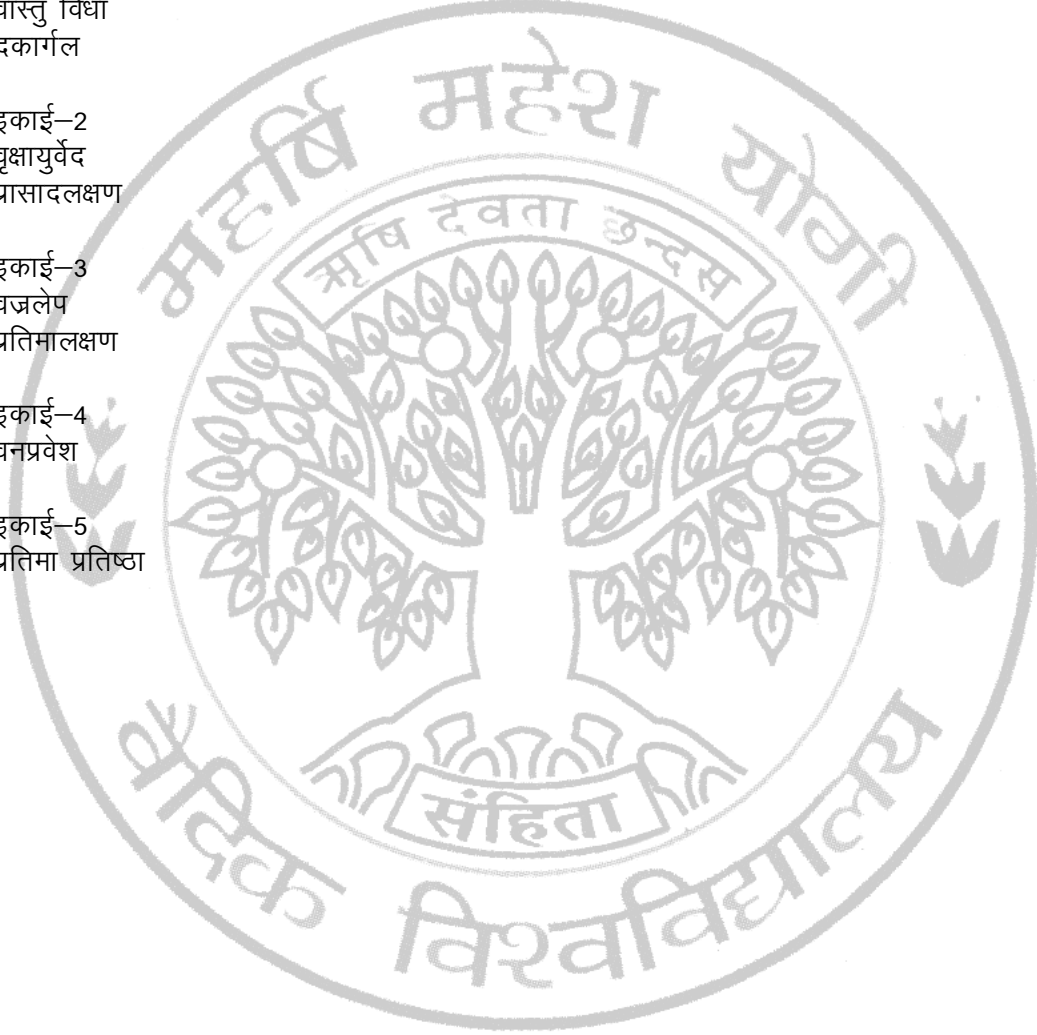 वास्तु विधा
दकार्गल
इकाई–2
वृक्षायुर्वेद
प्रासादलक्षण
इकाई–3
वज्रलेप
प्रतिमालक्षण
इकाई–4
वनप्रवेश
इकाई–5
प्रतिमा प्रतिष्ठा
महर्षि महेश योगी
ऋषि देवता छन्दस
संहिता
वैदिक विश्वविद्यालय